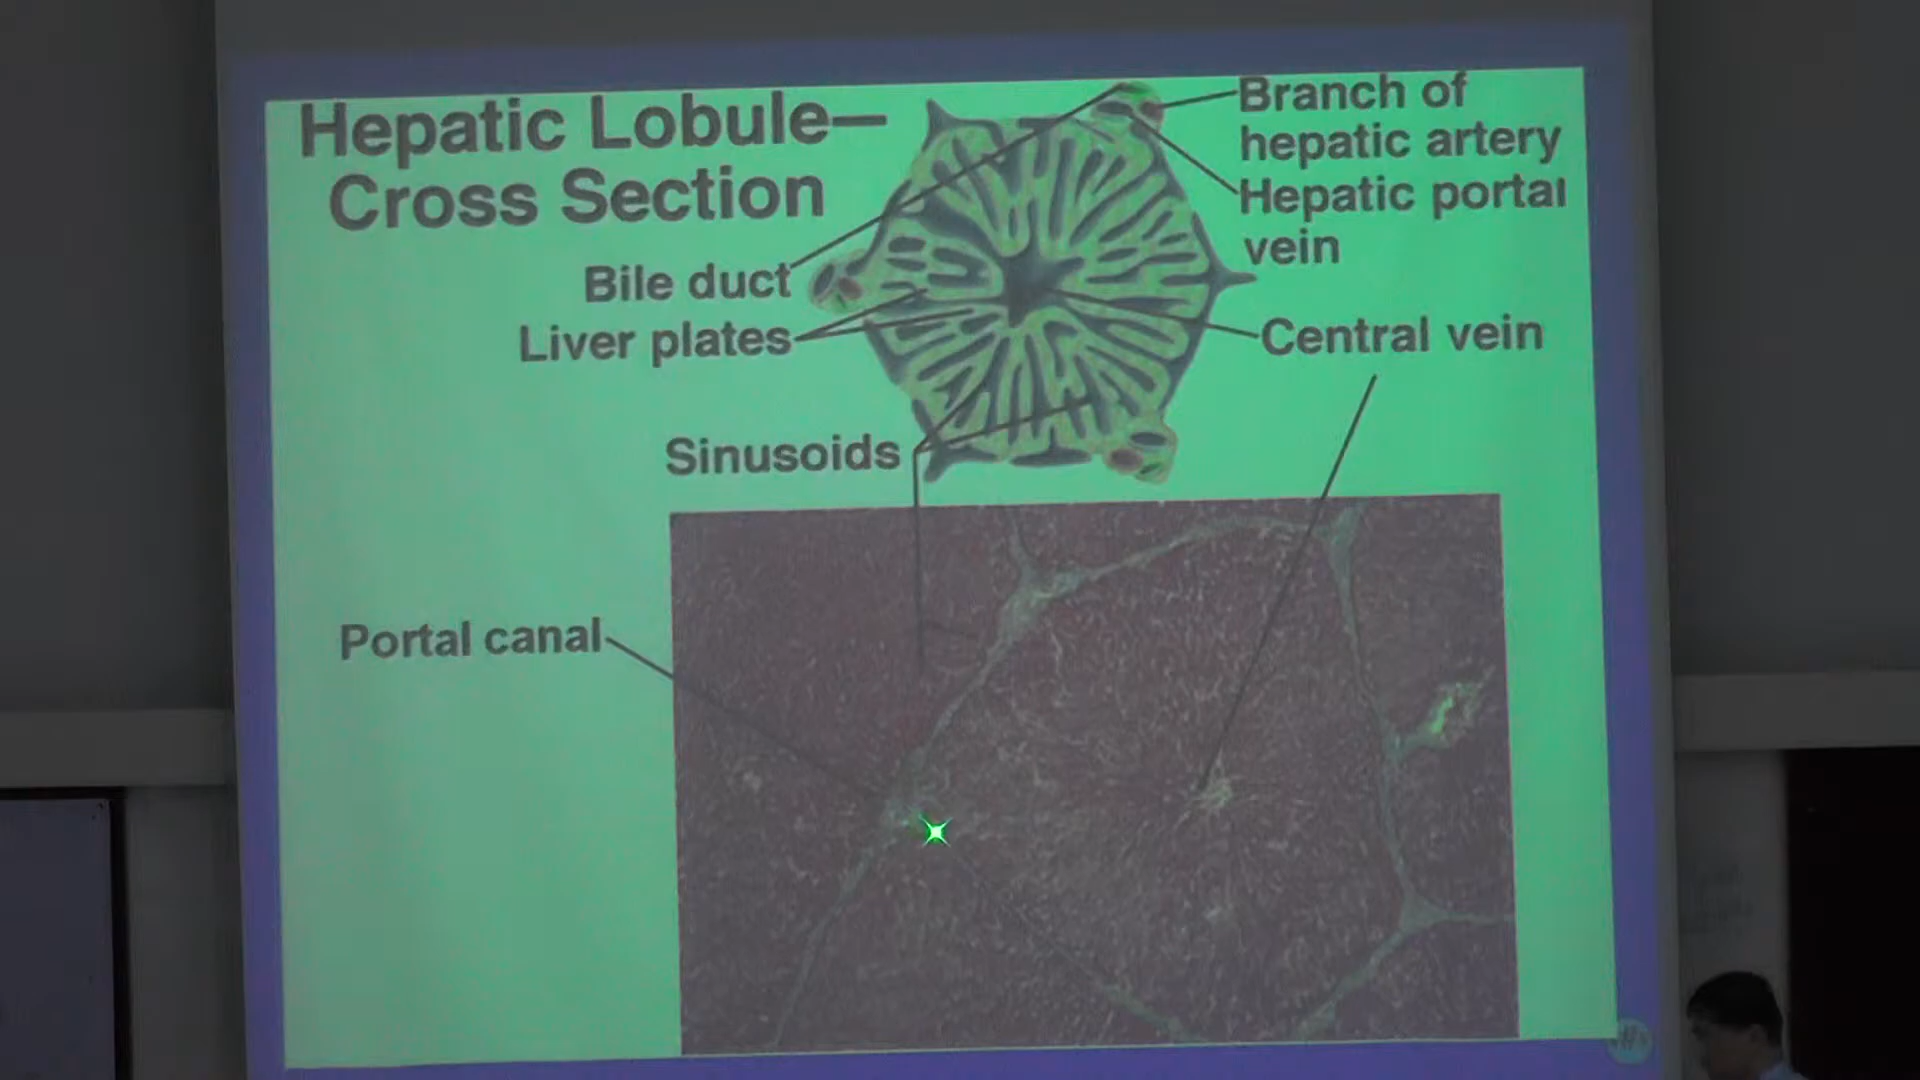 Hepatic Lobule—
Cross Section
Branch of
hepatic artery
Hepatic portal
vein
Bile duct
Liver plates
Central vein
Sinusoids
Portal canal